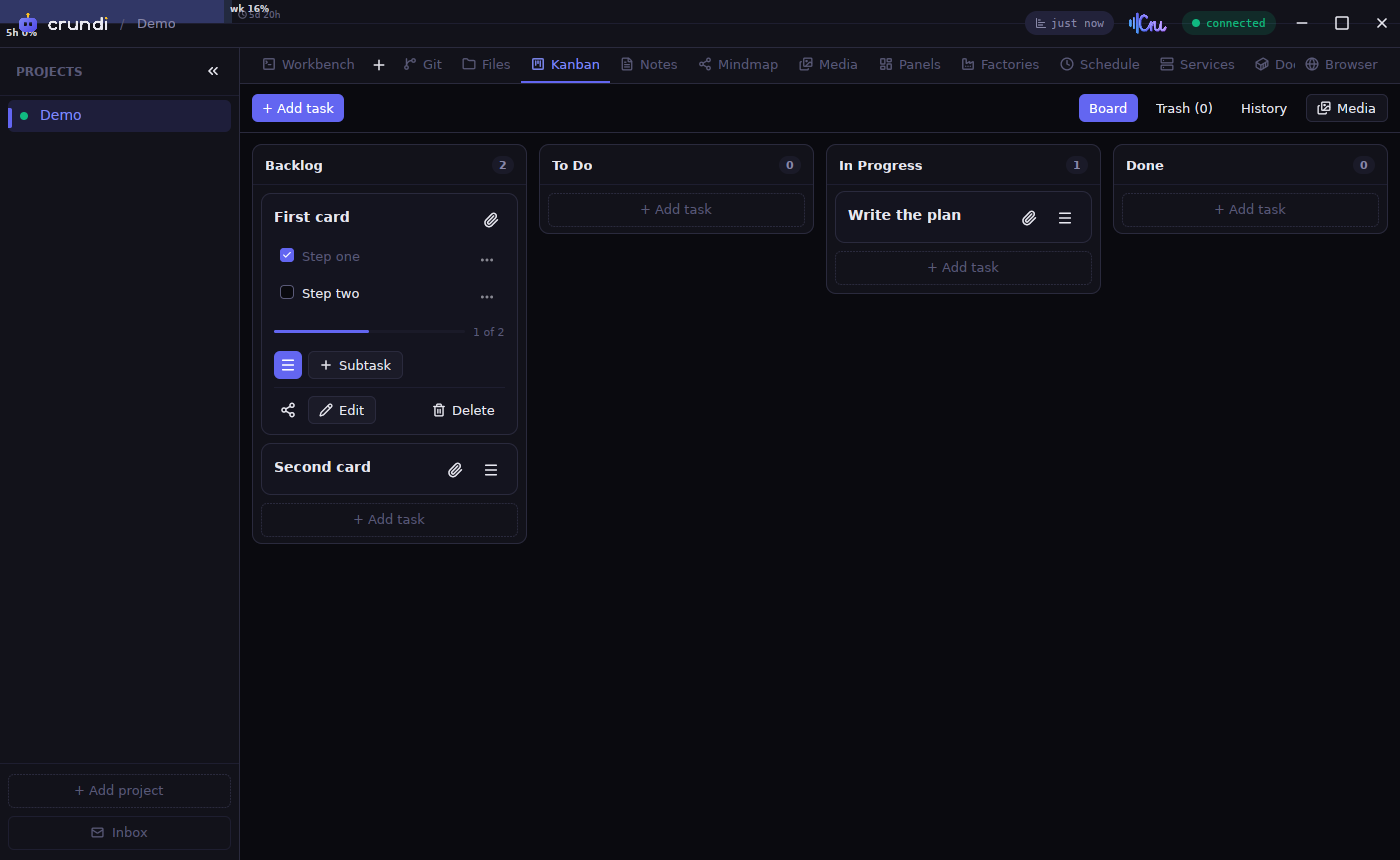 wk 16%
5d 20h
5h 0%
crundi / Demo
just now
Cru
connected
PROJECTS
Workbench
Git
Files
Kanban
Notes
Mindmap
Media
Panels
Factories
Schedule
Services
Doc
Browser
Demo
+ Add task
Board
Trash (0)
History
Media
Backlog 2
To Do 0
In Progress 1
Done 0
First card
Step one
Step two
1 of 2
+ Subtask
Edit
Delete
Second card
+ Add task
+ Add task
Write the plan
+ Add task
+ Add task
+ Add project
Inbox